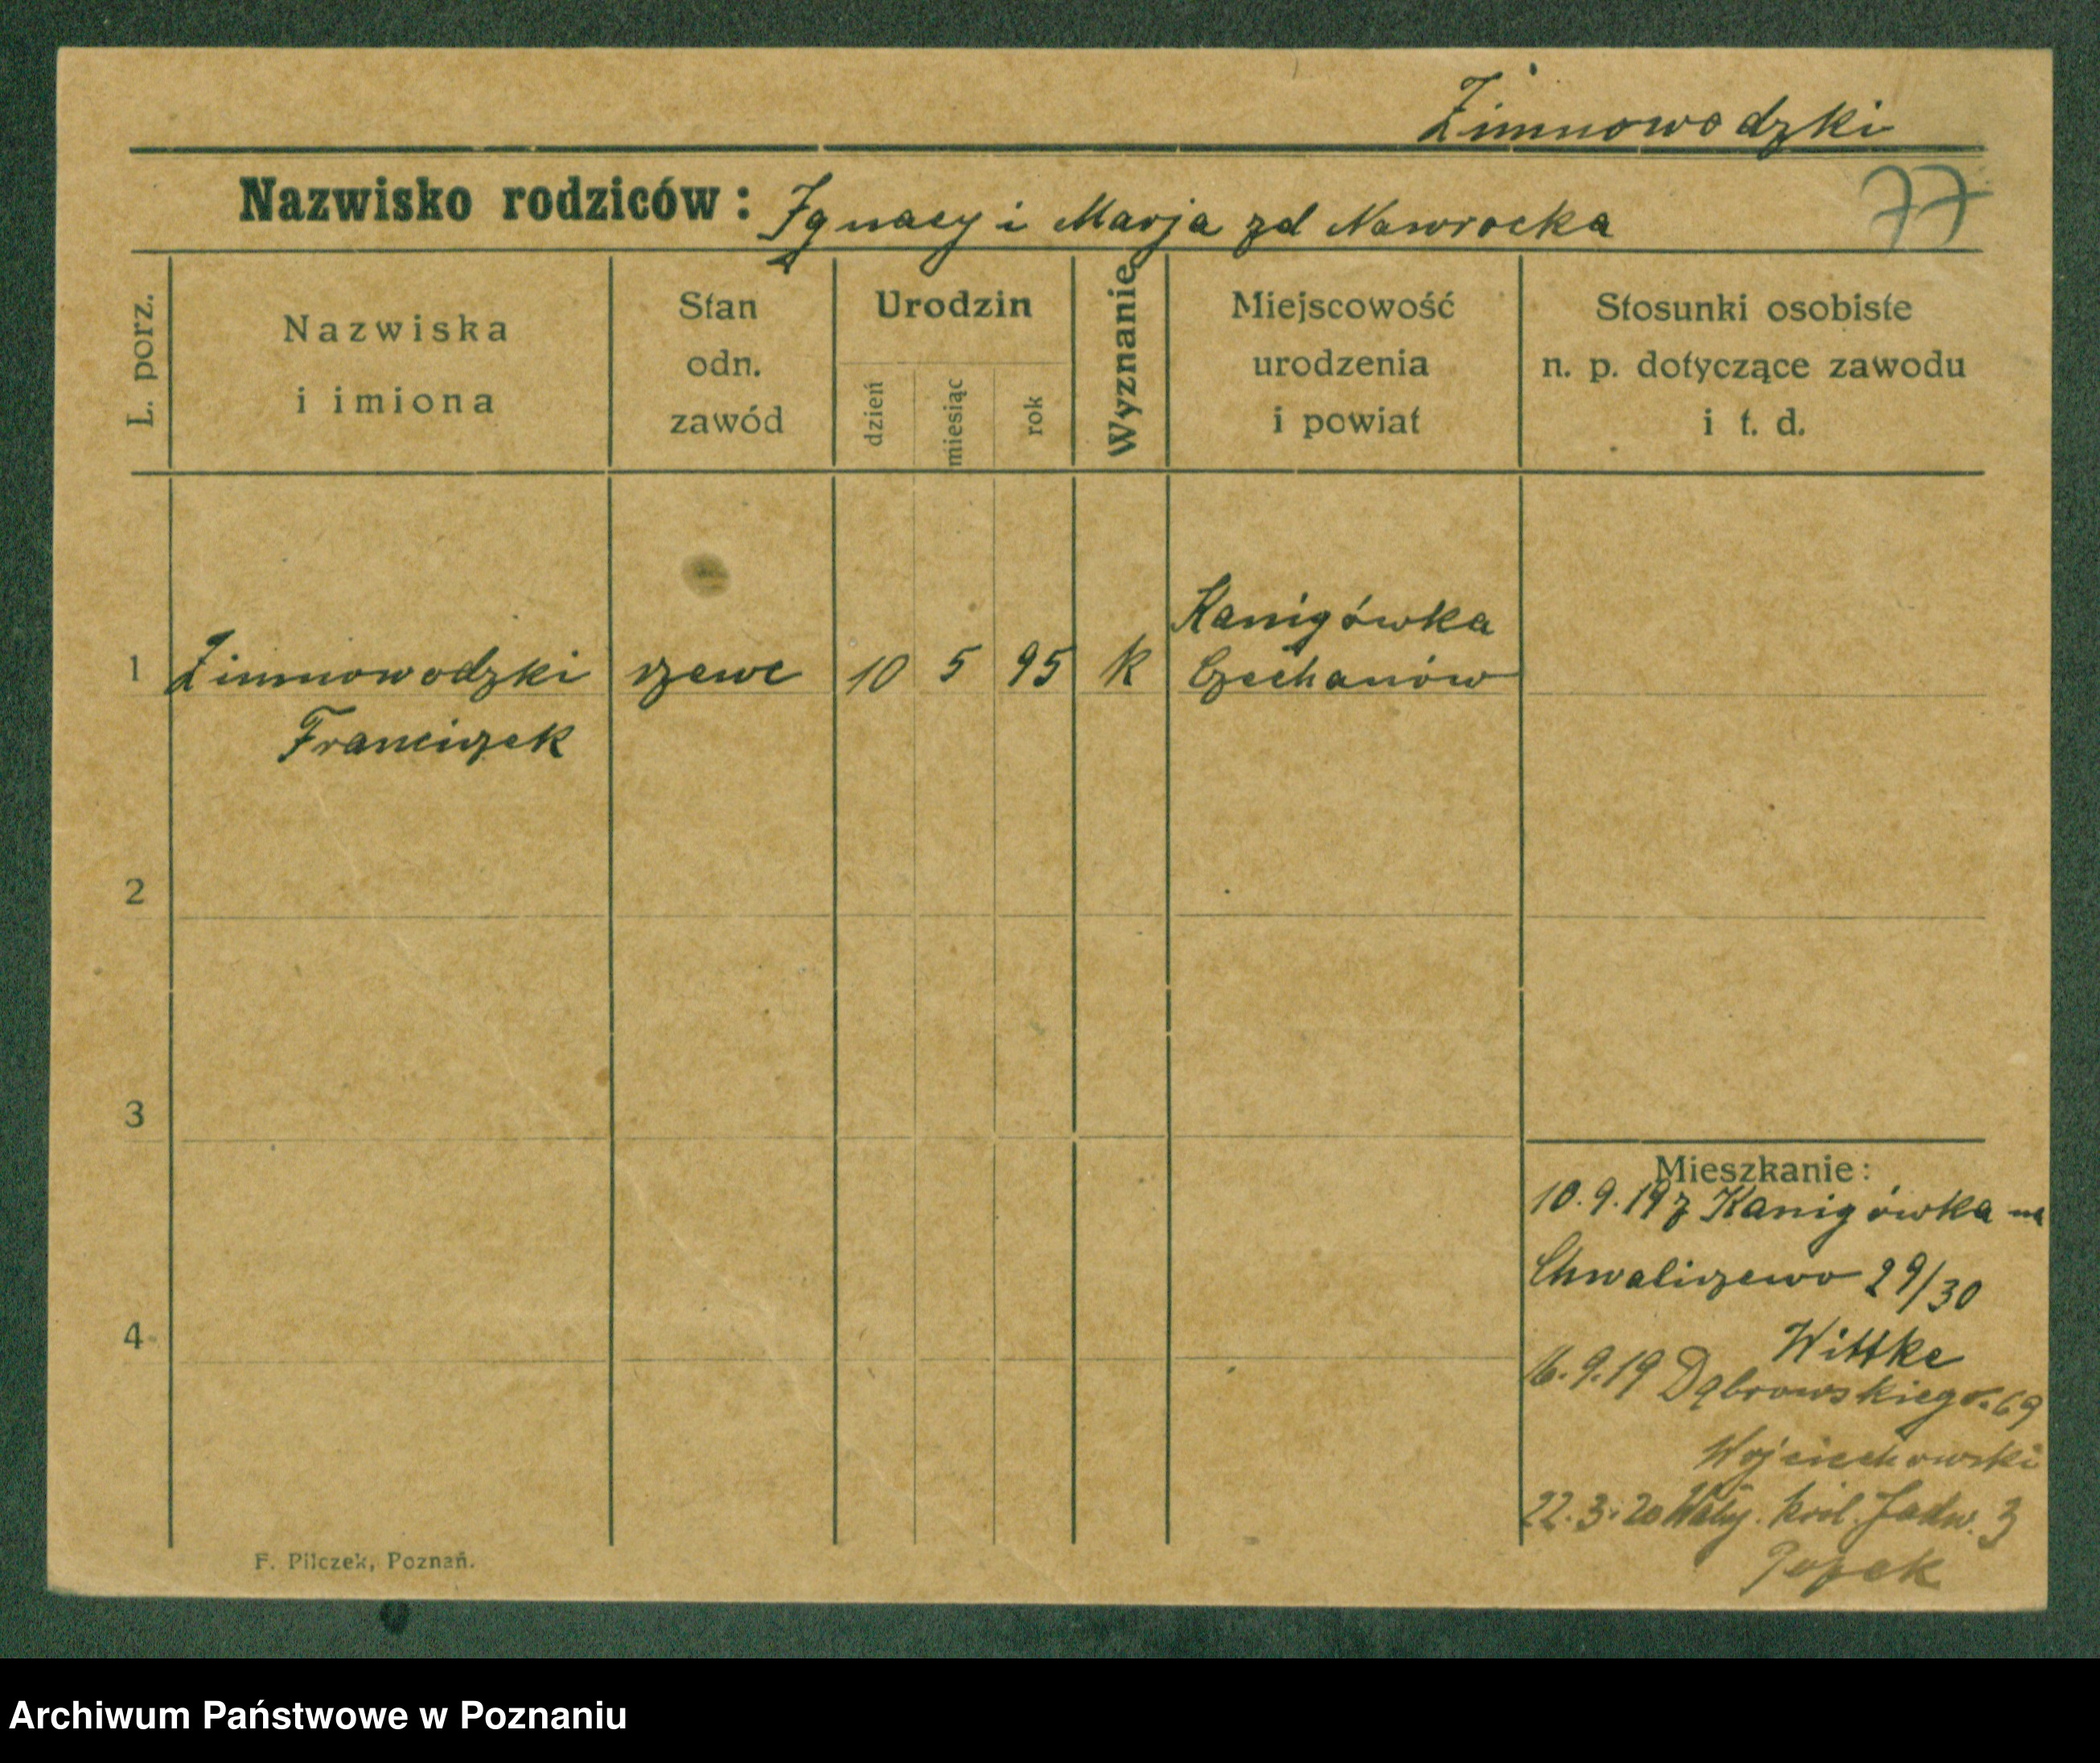 Zimnowodzki
Nazwisko rodziców: Ignacy i Marja zd Nawrocka
77
L. porz.
Nazwiska
i imiona
Stan
odn.
zawód
Urodzin
dzień
miesiąc
rok
Wyznanie
Miejscowość
urodzenia
i powiat
Stosunki osobiste
n. p. dotyczące zawodu
i t. d.
1 Zimnowodzki szewc 10 5 95 k Kanigówka
Czechanów
Franciszek
2
3
4
Mieszkanie:
10.9.19 z Kanigówka na
Chwaliszewo 29/30
Wittke
16.9.19 Dąbrowskiego 69
Wojciechowski
22.3.20 Wały. król. Jadw. 3
F. Pilczek, Poznań.
Archiwum Państwowe w Poznaniu